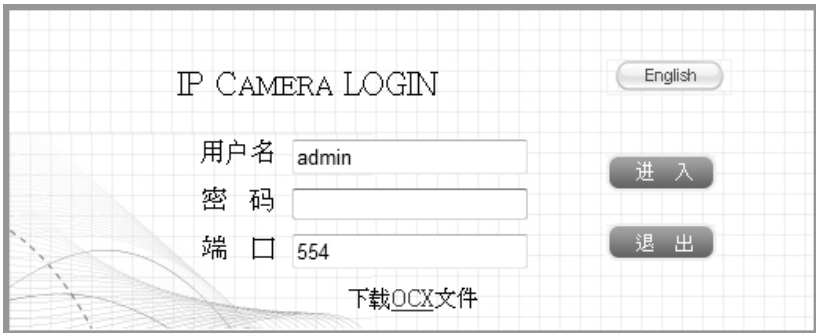 IP CAMERA LOGIN
English
用户名 admin
进 入
密 码
端 口 554
退 出
下载OCX文件